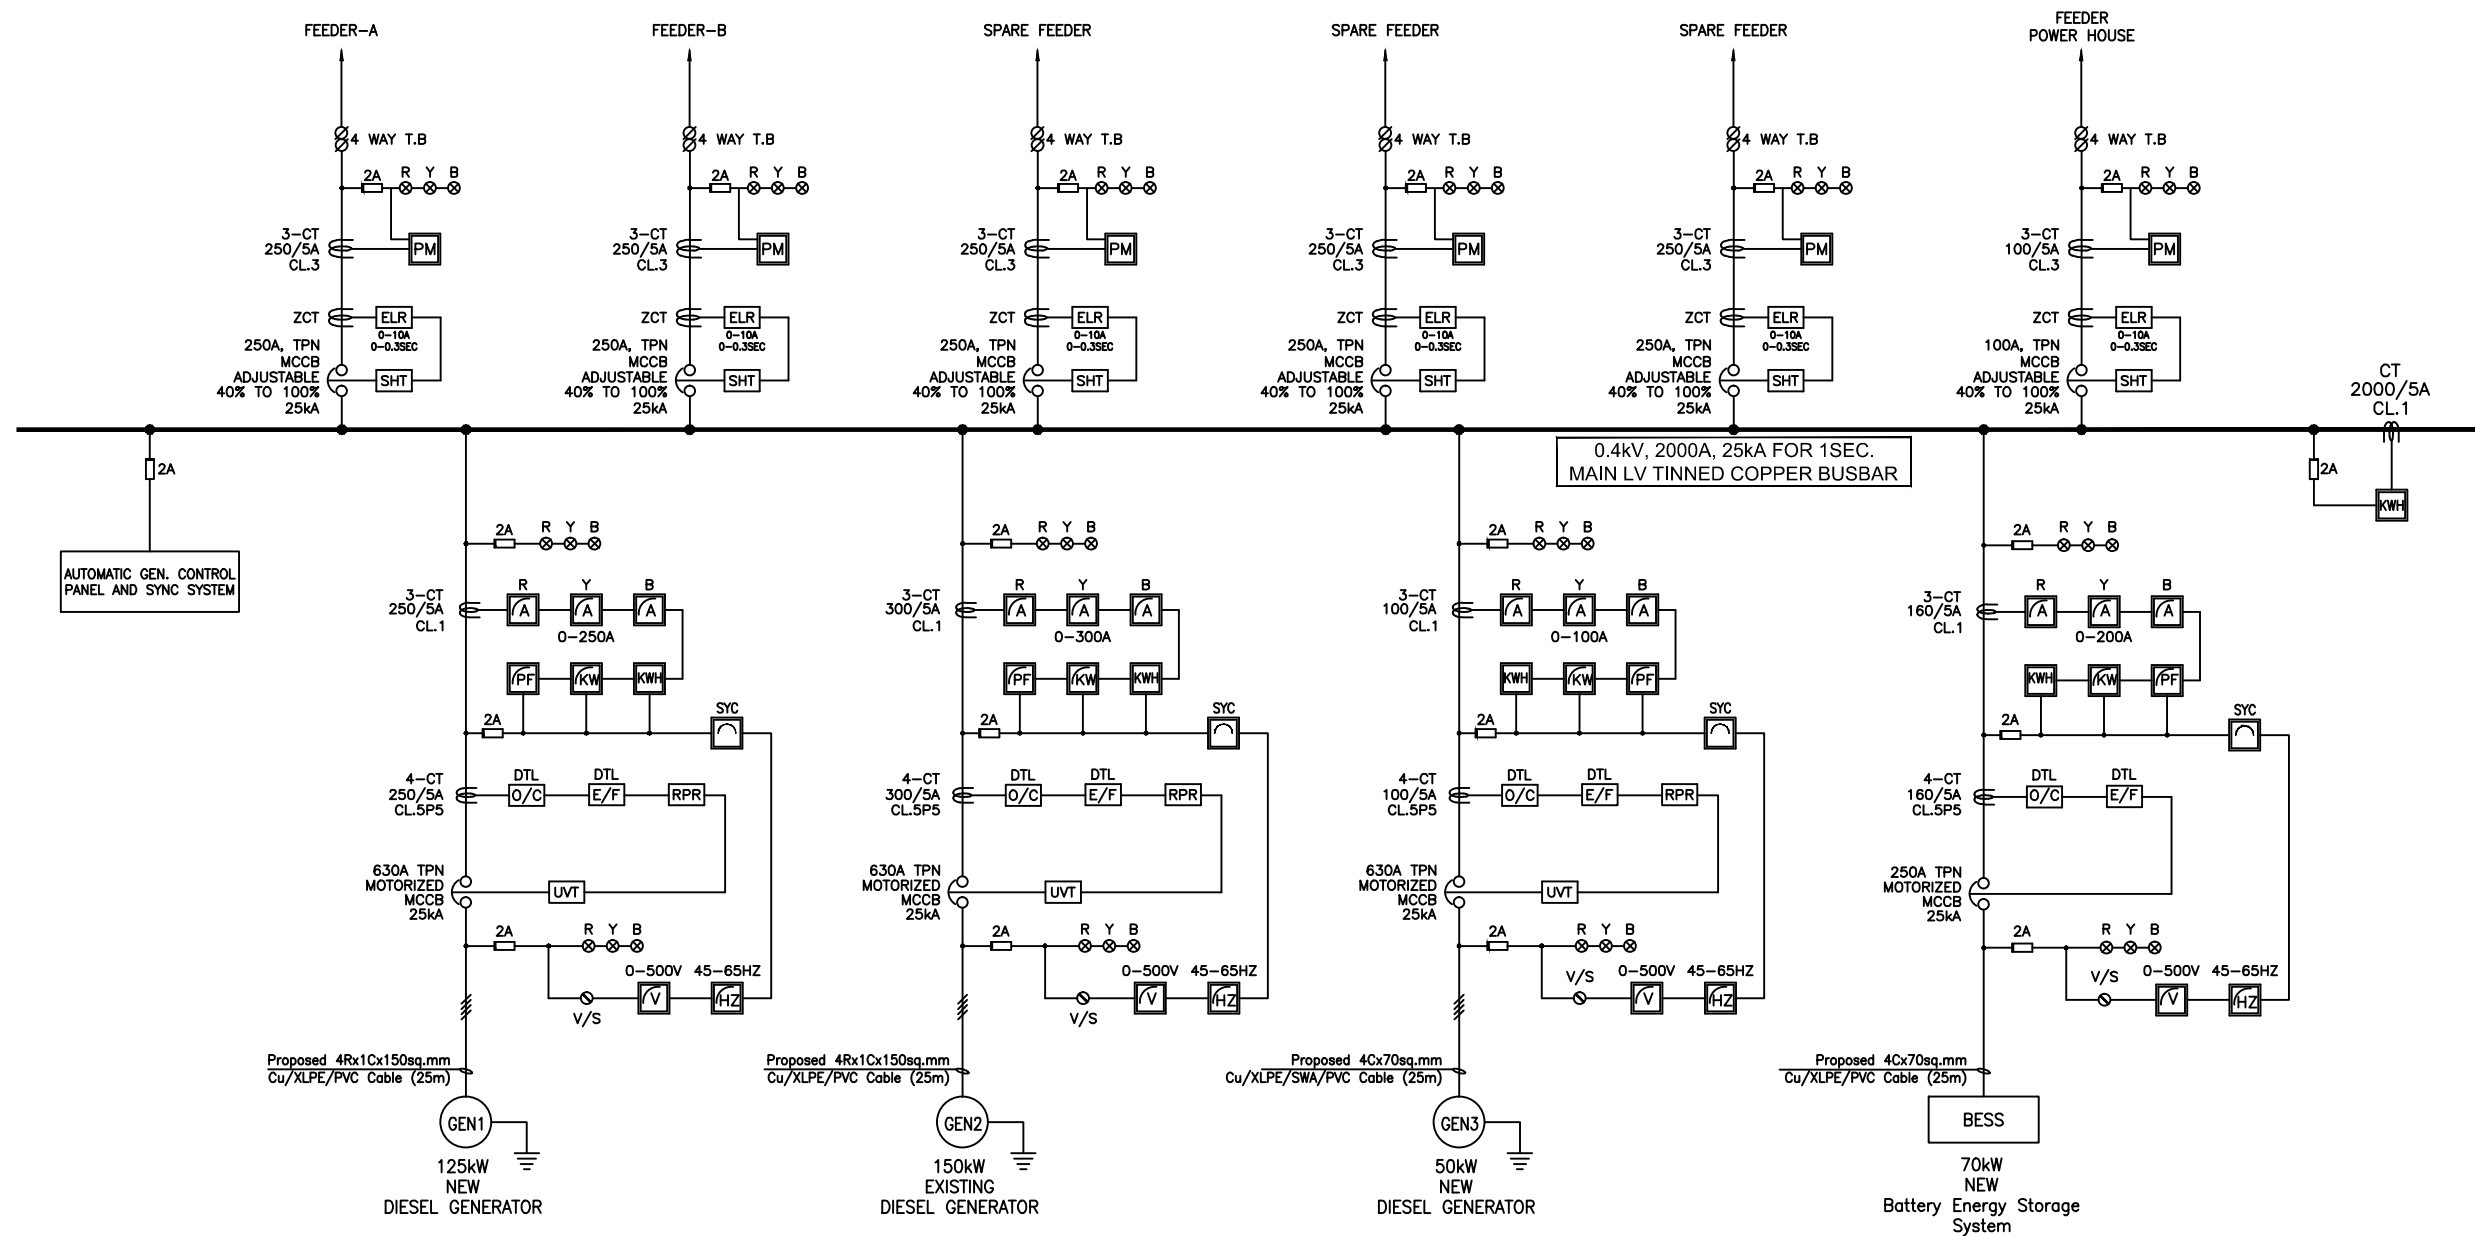 FEEDER-A
4 WAY T.B
2A
R Y B
3-CT
250/5A
CL.3
PM
ZCT
ELR
0-10A
0-0.3SEC
250A, TPN
MCCB
ADJUSTABLE
40% TO 100%
25kA
SHT
FEEDER-B
4 WAY T.B
2A
R Y B
3-CT
250/5A
CL.3
PM
ZCT
ELR
0-10A
0-0.3SEC
250A, TPN
MCCB
ADJUSTABLE
40% TO 100%
25kA
SHT
SPARE FEEDER
4 WAY T.B
2A
R Y B
3-CT
250/5A
CL.3
PM
ZCT
ELR
0-10A
0-0.3SEC
250A, TPN
MCCB
ADJUSTABLE
40% TO 100%
25kA
SHT
SPARE FEEDER
4 WAY T.B
2A
R Y B
3-CT
250/5A
CL.3
PM
ZCT
ELR
0-10A
0-0.3SEC
250A, TPN
MCCB
ADJUSTABLE
40% TO 100%
25kA
SHT
SPARE FEEDER
4 WAY T.B
2A
R Y B
3-CT
250/5A
CL.3
PM
ZCT
ELR
0-10A
0-0.3SEC
250A, TPN
MCCB
ADJUSTABLE
40% TO 100%
25kA
SHT
FEEDER
POWER HOUSE
4 WAY T.B
2A
R Y B
3-CT
100/5A
CL.3
PM
ZCT
ELR
0-10A
0-0.3SEC
100A, TPN
MCCB
ADJUSTABLE
40% TO 100%
25kA
SHT
CT
2000/5A
CL.1
2A
KWH
0.4kV, 2000A, 25kA FOR 1SEC.
MAIN LV TINNED COPPER BUSBAR
2A
AUTOMATIC GEN. CONTROL
PANEL AND SYNC SYSTEM
2A
R Y B
3-CT
250/5A
CL.1
R Y B
A A A
0-250A
PF KW KWH
2A
SYC
4-CT
250/5A
CL.5P5
DTL DTL
O/C E/F RPR
630A TPN
MOTORIZED
MCCB
25kA
UVT
2A
R Y B
0-500V 45-65HZ
V HZ
V/S
Proposed 4Rx1Cx150sq.mm
Cu/XLPE/PVC Cable (25m)
GEN1
125kW
NEW
DIESEL GENERATOR
2A
R Y B
3-CT
300/5A
CL.1
R Y B
A A A
0-300A
PF KW KWH
2A
SYC
4-CT
300/5A
CL.5P5
DTL DTL
O/C E/F RPR
630A TPN
MOTORIZED
MCCB
25kA
UVT
2A
R Y B
0-500V 45-65HZ
V HZ
V/S
Proposed 4Rx1Cx150sq.mm
Cu/XLPE/PVC Cable (25m)
GEN2
150kW
EXISTING
DIESEL GENERATOR
2A
R Y B
3-CT
100/5A
CL.1
R Y B
A A A
0-100A
KWH KW PF
2A
SYC
4-CT
100/5A
CL.5P5
DTL DTL
O/C E/F RPR
630A TPN
MOTORIZED
MCCB
25kA
UVT
2A
R Y B
V/S 0-500V 45-65HZ
V HZ
Proposed 4Cx70sq.mm
Cu/XLPE/SWA/PVC Cable (25m)
GEN3
50kW
NEW
DIESEL GENERATOR
2A
R Y B
3-CT
160/5A
CL.1
R Y B
A A A
0-200A
KWH KW PF
2A
SYC
4-CT
160/5A
CL.5P5
DTL DTL
O/C E/F
250A TPN
MOTORIZED
MCCB
25kA
2A
R Y B
V/S 0-500V 45-65HZ
V HZ
Proposed 4Cx70sq.mm
Cu/XLPE/PVC Cable (25m)
BESS
70kW
NEW
Battery Energy Storage
System